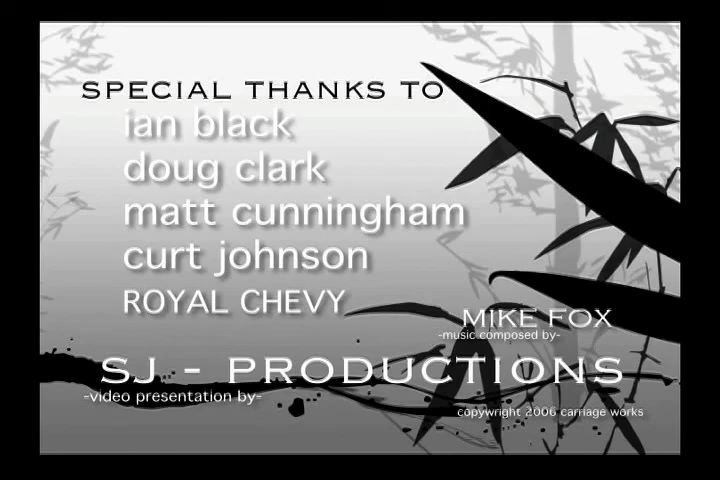 SPECIAL THANKS TO
ian black
doug clark
matt cunningham
curt johnson
ROYAL CHEVY
MIKE FOX
-music composed by-
SJ - PRODUCTIONS
-video presentation by-
copywright 2006 carriage works